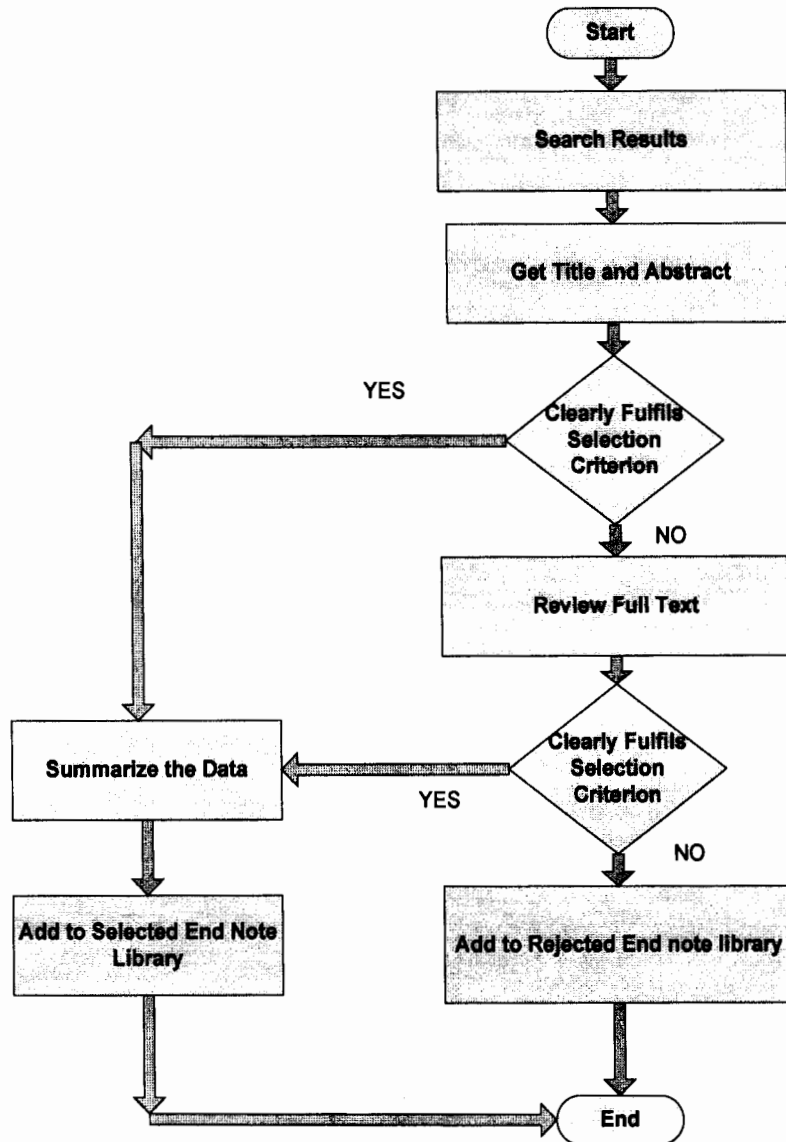 Start
Search Results
Get Title and Abstract
YES
Clearly Fulfils
Selection
Criterion
NO
Review Full Text
Summarize the Data
Clearly Fulfils
Selection
Criterion
YES
NO
Add to Selected End Note
Library
Add to Rejected End note library
End